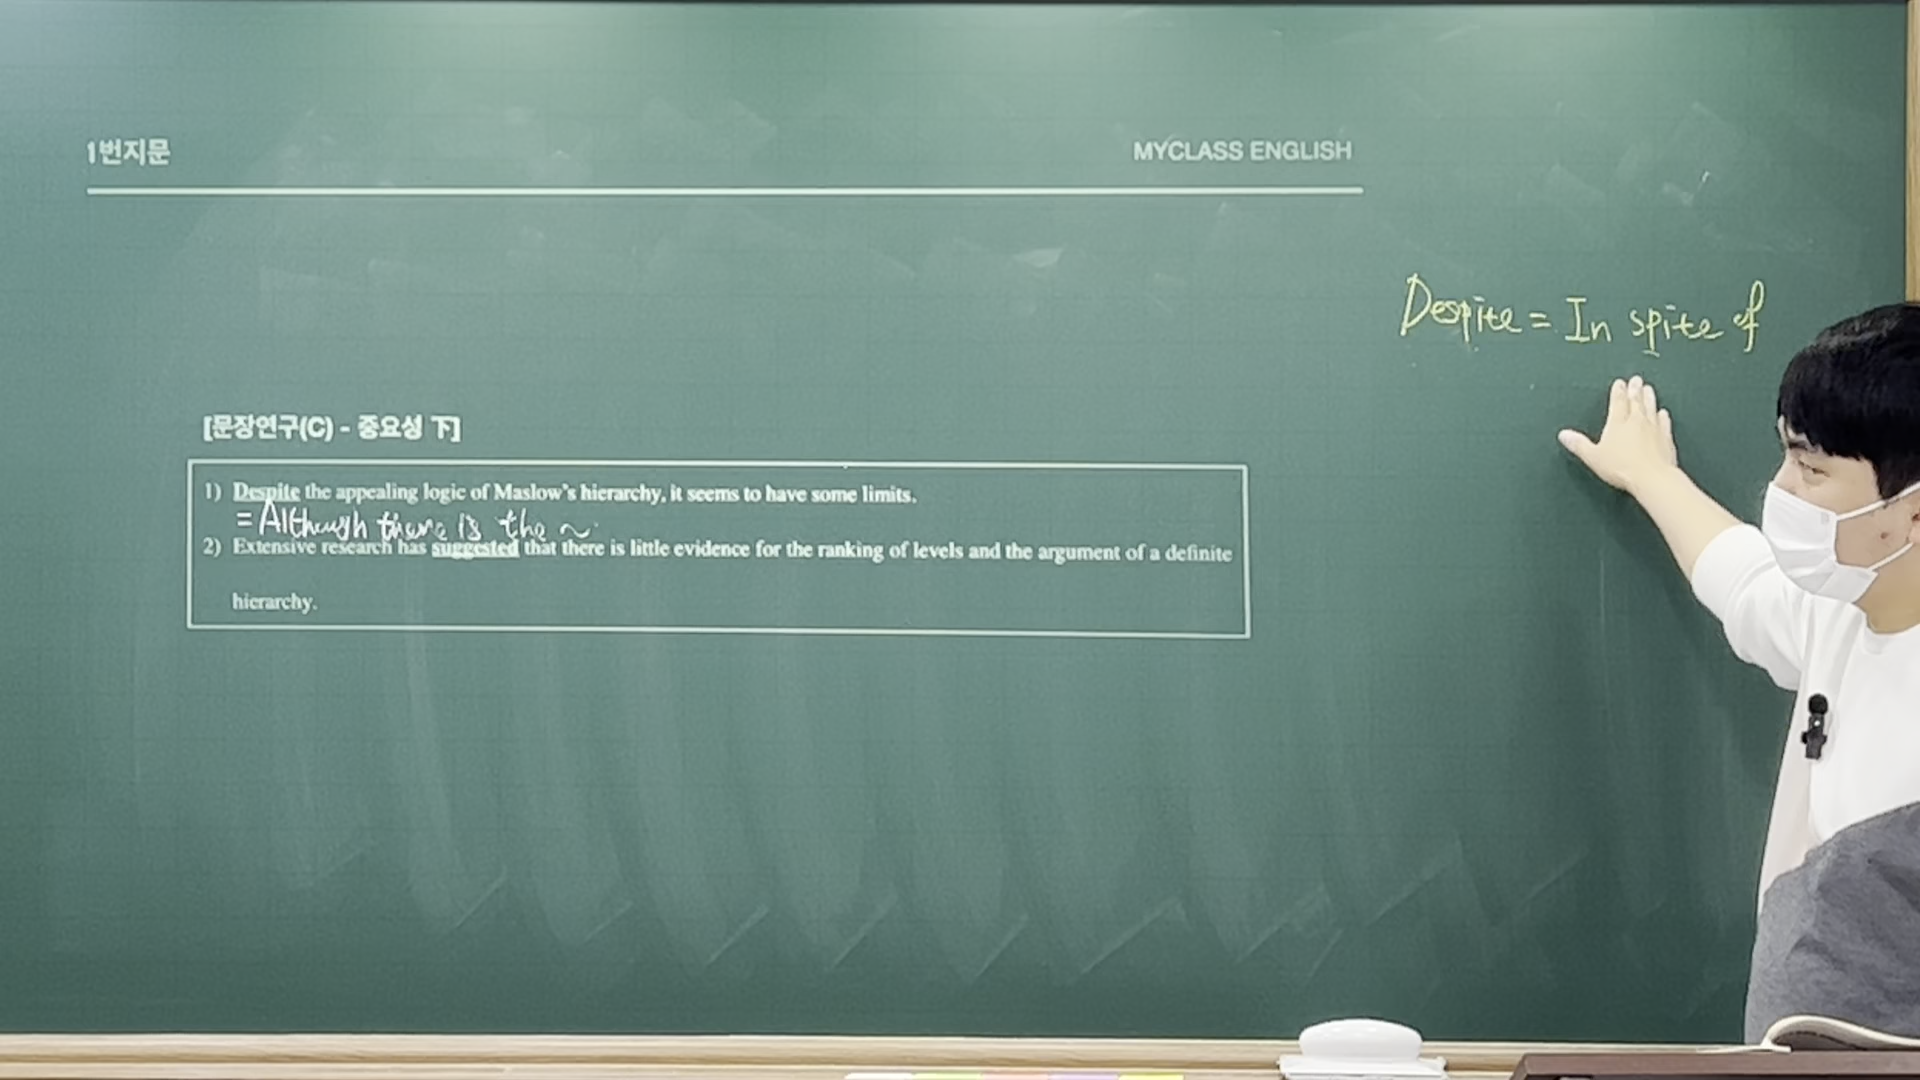 1번지문
MYCLASS ENGLISH
Despite = In spite of
[문장연구(C) - 중요성 下]
1) Despite the appealing logic of Maslow's hierarchy, it seems to have some limits.
= Although there is the ~
2) Extensive research has suggested that there is little evidence for the ranking of levels and the argument of a definite
hierarchy.